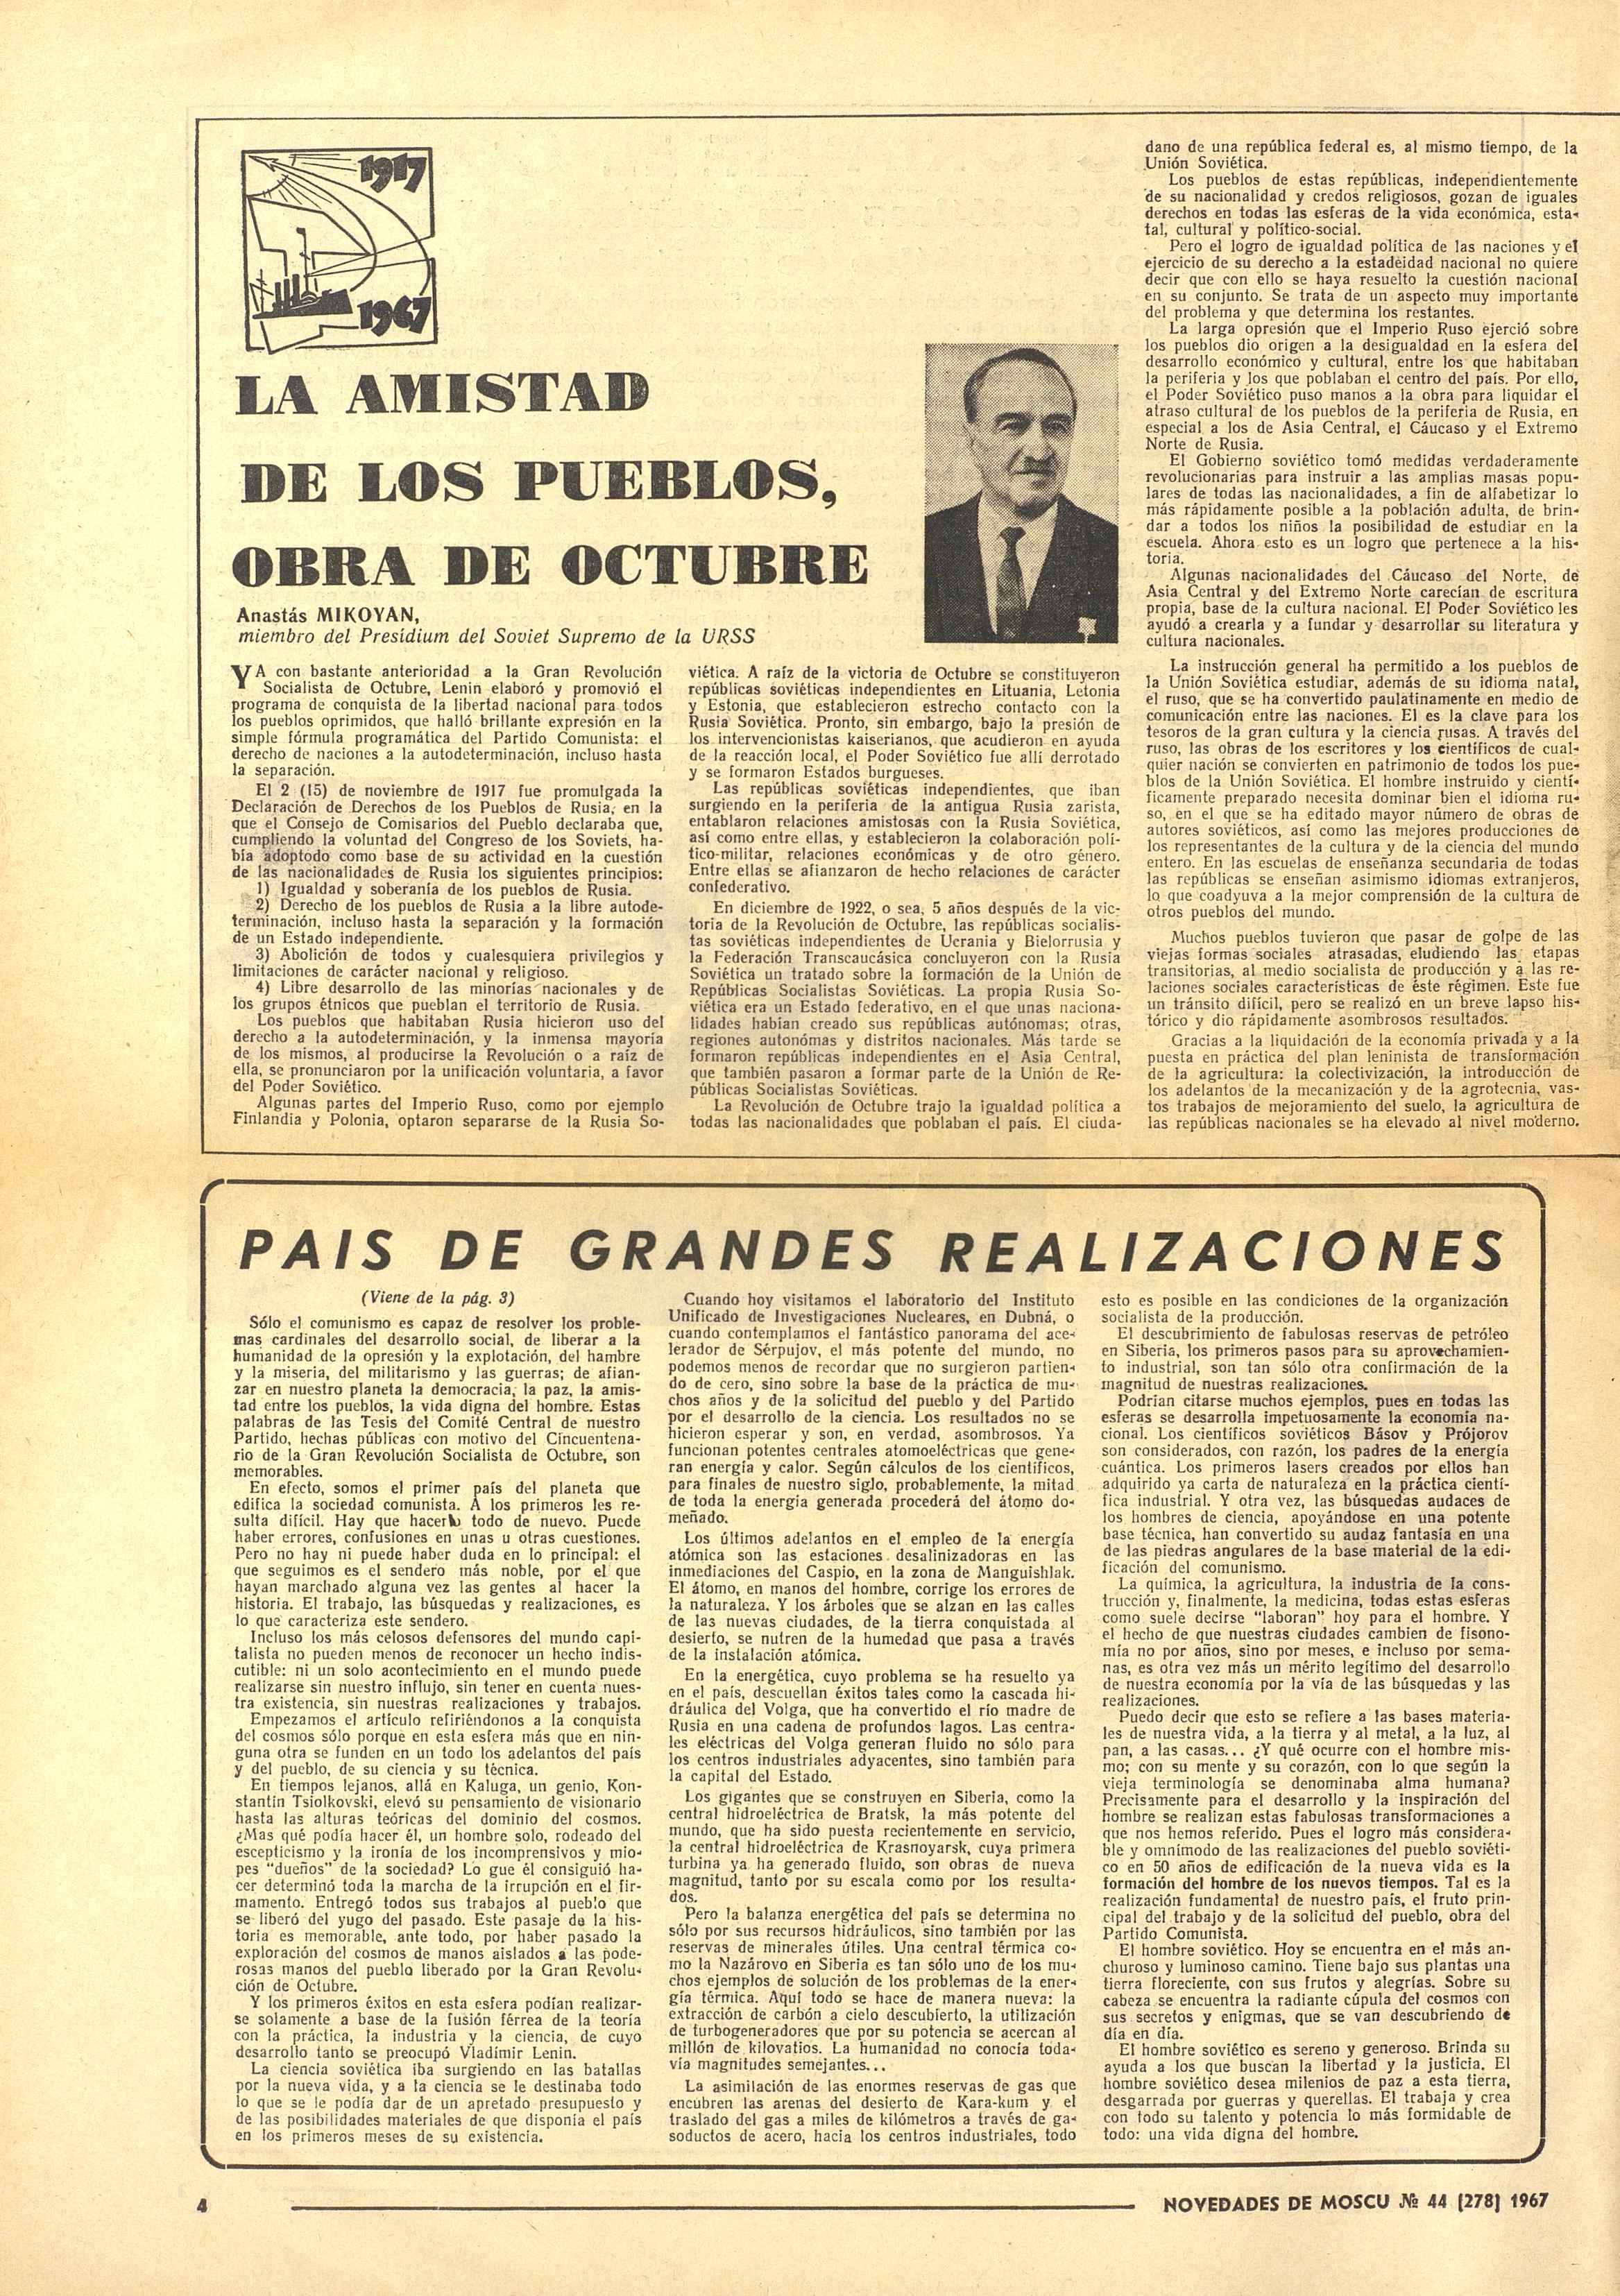 1917
1967
LA AMISTAD
DE LOS PUEBLOS,
OBRA DE OCTUBRE
Anastás MIKOYAN,
miembro del Presídium del Soviet Supremo de la URSS
YA con bastante anterioridad a la Gran Revolución
Socialista de Octubre, Lenin elaboró y promovió el
programa de conquista de la libertad nacional para todos
los pueblos oprimidos, que halló brillante expresión en la
simple fórmula programática del Partido Comunista: el
derecho de naciones a la autodeterminación, incluso hasta
la separación.
El 2 (15) de noviembre de 1917 fue promulgada la
Declaración de Derechos de los Pueblos de Rusia, en la
que el Consejo de Comisarios del Pueblo declaraba que,
cumpliendo la voluntad del Congreso de los Soviets, ha-
bía adoptodo como base de su actividad en la cuestión
de las nacionalidades de Rusia los siguientes principios:
1) Igualdad y soberanía de los pueblos de Rusia.
2) Derecho de los pueblos de Rusia a la libre autode-
terminación, incluso hasta la separación y la formación
de un Estado independiente.
3) Abolición de todos y cualesquiera privilegios y
limitaciones de carácter nacional y religioso.
4) Libre desarrollo de las minorías nacionales y de
los grupos étnicos que pueblan el territorio de Rusia.
Los pueblos que habitaban Rusia hicieron uso del
derecho a la autodeterminación, y la inmensa mayoría
de los mismos, al producirse la Revolución o a raíz de
ella, se pronunciaron por la unificación voluntaria, a favor
del Poder Soviético.
Algunas partes del Imperio Ruso, como por ejemplo
Finlandia y Polonia, optaron separarse de la Rusia So-
viética. A raíz de la victoria de Octubre se constituyeron
repúblicas soviéticas independientes en Lituania, Letonia
y Estonia, que establecieron estrecho contacto con la
Rusia Soviética. Pronto, sin embargo, bajo la presión de
los intervencionistas kaiserianos, que acudieron en ayuda
de la reacción local, el Poder Soviético fue allí derrotado
y se formaron Estados burgueses.
Las repúblicas soviéticas independientes, que iban
surgiendo en la periferia de la antigua Rusia zarista,
entablaron relaciones amistosas con la Rusia Soviética,
así como entre ellas, y establecieron la colaboración polí-
tico-militar, relaciones económicas y de otro género.
Entre ellas se afianzaron de hecho relaciones de carácter
confederativo.
En diciembre de 1922, o sea, 5 años después de la vic-
toria de la Revolución de Octubre, las repúblicas socialis-
tas soviéticas independientes de Ucrania y Bielorrusia y
la Federación Transcaucásica concluyeron con la Rusia
Soviética un tratado sobre la formación de la Unión de
Repúblicas Socialistas Soviéticas. La propia Rusia So-
viética era un Estado federativo, en el que unas naciona-
lidades habían creado sus repúblicas autónomas; otras,
regiones autonómas y distritos nacionales. Más tarde se
formaron repúblicas independientes en el Asia Central,
que también pasaron a formar parte de la Unión de Re-
públicas Socialistas Soviéticas.
La Revolución de Octubre trajo la igualdad política a
todas las nacionalidades que poblaban el país. El ciuda-
dano de una república federal es, al mismo tiempo, de la
Unión Soviética.
Los pueblos de estas repúblicas, independientemente
de su nacionalidad y credos religiosos, gozan de iguales
derechos en todas las esferas de la vida económica, esta-
tal, cultural y político-social.
Pero el logro de igualdad política de las naciones y el
ejercicio de su derecho a la estadeidad nacional no quiere
decir que con ello se haya resuelto la cuestión nacional
en su conjunto. Se trata de un aspecto muy importante
del problema y que determina los restantes.
La larga opresión que el Imperio Ruso ejerció sobre
los pueblos dio origen a la desigualdad en la esfera del
desarrollo económico y cultural, entre los que habitaban
la periferia y los que poblaban el centro del país. Por ello,
el Poder Soviético puso manos a la obra para liquidar el
atraso cultural de los pueblos de la periferia de Rusia, en
especial a los de Asia Central, el Cáucaso y el Extremo
Norte de Rusia.
El Gobierno soviético tomó medidas verdaderamente
revolucionarias para instruir a las amplias masas popu-
lares de todas las nacionalidades, a fin de alfabetizar lo
más rápidamente posible a la población adulta, de brin-
dar a todos los niños la posibilidad de estudiar en la
escuela. Ahora esto es un logro que pertenece a la his-
toria.
Algunas nacionalidades del Cáucaso del Norte, de
Asia Central y del Extremo Norte carecían de escritura
propia, base de la cultura nacional. El Poder Soviético les
ayudó a crearla y a fundar y desarrollar su literatura y
cultura nacionales.
La instrucción general ha permitido a los pueblos de
la Unión Soviética estudiar, además de su idioma natal,
el ruso, que se ha convertido paulatinamente en medio de
comunicación entre las naciones. El es la clave para los
tesoros de la gran cultura y la ciencia rusas. A través del
ruso, las obras de los escritores y los científicos de cual-
quier nación se convierten en patrimonio de todos los pue-
blos de la Unión Soviética. El hombre instruido y cientí-
ficamente preparado necesita dominar bien el idioma ru-
so, en el que se ha editado mayor número de obras de
autores soviéticos, así como las mejores producciones de
los representantes de la cultura y de la ciencia del mundo
entero. En las escuelas de enseñanza secundaria de todas
las repúblicas se enseñan asimismo idiomas extranjeros,
lo que coadyuva a la mejor comprensión de la cultura de
otros pueblos del mundo.
Muchos pueblos tuvieron que pasar de golpe de las
viejas formas sociales atrasadas, eludiendo las etapas
transitorias, al medio socialista de producción y a las re-
laciones sociales características de éste régimen. Este fue
un tránsito difícil, pero se realizó en un breve lapso his-
tórico y dio rápidamente asombrosos resultados.
Gracias a la liquidación de la economía privada y a la
puesta en práctica del plan leninista de transformación
de la agricultura: la colectivización, la introducción de
los adelantos de la mecanización y de la agrotecnia, vas-
tos trabajos de mejoramiento del suelo, la agricultura de
las repúblicas nacionales se ha elevado al nivel moderno.
PAIS DE GRANDES REALIZACIONES
(Viene de la pág. 3)
Sólo el comunismo es capaz de resolver los proble-
mas cardinales del desarrollo social, de liberar a la
humanidad de la opresión y la explotación, del hambre
y la miseria, del militarismo y las guerras; de afian-
zar en nuestro planeta la democracia, la paz, la amis-
tad entre los pueblos, la vida digna del hombre. Estas
palabras de las Tesis del Comité Central de nuestro
Partido, hechas públicas con motivo del Cincuentena-
rio de la Gran Revolución Socialista de Octubre, son
memorables.
En efecto, somos el primer país del planeta que
edifica la sociedad comunista. A los primeros les re-
sulta difícil. Hay que hacerlo todo de nuevo. Puede
haber errores, confusiones en unas u otras cuestiones.
Pero no hay ni puede haber duda en lo principal: el
que seguimos es el sendero más noble, por el que
hayan marchado alguna vez las gentes al hacer la
historia. El trabajo, las búsquedas y realizaciones, es
lo que caracteriza este sendero.
Incluso los más celosos defensores del mundo capi-
talista no pueden menos de reconocer un hecho indis-
cutible: ni un solo acontecimiento en el mundo puede
realizarse sin nuestro influjo, sin tener en cuenta nues-
tra existencia, sin nuestras realizaciones y trabajos.
Empezamos el artículo refiriéndonos a la conquista
del cosmos sólo porque en esta esfera más que en nin-
guna otra se funden en un todo los adelantos del país
y del pueblo, de su ciencia y su técnica.
En tiempos lejanos, allá en Kaluga, un genio, Kon-
stantín Tsiolkovski, elevó su pensamiento de visionario
hasta las alturas teóricas del dominio del cosmos.
¿Mas qué podía hacer él, un hombre solo, rodeado del
escepticismo y la ironía de los incomprensivos y mio-
pes "dueños" de la sociedad? Lo gue él consiguió ha-
cer determinó toda la marcha de la irrupción en el fir-
mamento. Entregó todos sus trabajos al pueblo que
se liberó del yugo del pasado. Este pasaje de la his-
toria es memorable, ante todo, por haber pasado la
exploración del cosmos de manos aislados a las pode-
rosas manos del pueblo liberado por la Gran Revolu-
ción de Octubre.
Y los primeros éxitos en esta esfera podían realizar-
se solamente a base de la fusión férrea de la teoría
con la práctica, la industria y la ciencia, de cuyo
desarrollo tanto se preocupó Vladímir Lenin.
La ciencia soviética iba surgiendo en las batallas
por la nueva vida, y a la ciencia se le destinaba todo
lo que se le podía dar de un apretado presupuesto y
de las posibilidades materiales de que disponía el país
en los primeros meses de su existencia.
Cuando hoy visitamos el laboratorio del Instituto
Unificado de Investigaciones Nucleares, en Dubná, o
cuando contemplamos el fantástico panorama del ace-
lerador de Sérpujov, el más potente del mundo, no
podemos menos de recordar que no surgieron partien-
do de cero, sino sobre la base de la práctica de mu-
chos años y de la solicitud del pueblo y del Partido
por el desarrollo de la ciencia. Los resultados no se
hicieron esperar y son, en verdad, asombrosos. Ya
funcionan potentes centrales atomoeléctricas que gene-
ran energía y calor. Según cálculos de los científicos,
para finales de nuestro siglo, probablemente, la mitad
de toda la energía generada procederá del átomo do-
meñado.
Los últimos adelantos en el empleo de la energía
atómica son las estaciones desalinizadoras en las
inmediaciones del Caspio, en la zona de Manguishlak.
El átomo, en manos del hombre, corrige los errores de
la naturaleza. Y los árboles que se alzan en las calles
de las nuevas ciudades, de la tierra conquistada al
desierto, se nutren de la humedad que pasa a través
de la instalación atómica.
En la energética, cuyo problema se ha resuelto ya
en el país, descuellan éxitos tales como la cascada hi-
dráulica del Volga, que ha convertido el río madre de
Rusia en una cadena de profundos lagos. Las centra-
les eléctricas del Volga generan fluido no sólo para
los centros industriales adyacentes, sino también para
la capital del Estado.
Los gigantes que se construyen en Siberia, como la
central hidroeléctrica de Bratsk, la más potente del
mundo, que ha sido puesta recientemente en servicio,
la central hidroeléctrica de Krasnoyarsk, cuya primera
turbina ya ha generado fluido, son obras de nueva
magnitud, tanto por su escala como por los resulta-
dos.
Pero la balanza energética del país se determina no
sólo por sus recursos hidráulicos, sino también por las
reservas de minerales útiles. Una central térmica co-
mo la Nazárovo en Siberia es tan sólo uno de los mu-
chos ejemplos de solución de los problemas de la ener-
gía térmica. Aquí todo se hace de manera nueva: la
extracción de carbón a cielo descubierto, la utilización
de turbogeneradores que por su potencia se acercan al
millón de kilovatios. La humanidad no conocía toda-
vía magnitudes semejantes...
La asimilación de las enormes reservas de gas que
encubren las arenas del desierto de Kara-kum y el
traslado del gas a miles de kilómetros a través de ga-
soductos de acero, hacia los centros industriales, todo
esto es posible en las condiciones de la organización
socialista de la producción.
El descubrimiento de fabulosas reservas de petróleo
en Siberia, los primeros pasos para su aprovechamien-
to industrial, son tan sólo otra confirmación de la
magnitud de nuestras realizaciones.
Podrían citarse muchos ejemplos, pues en todas las
esferas se desarrolla impetuosamente la economía na-
cional. Los científicos soviéticos Básov y Prójorov
son considerados, con razón, los padres de la energía
cuántica. Los primeros lasers creados por ellos han
adquirido ya carta de naturaleza en la práctica cientí-
fica industrial. Y otra vez, las búsquedas audaces de
los hombres de ciencia, apoyándose en una potente
base técnica, han convertido su audaz fantasía en una
de las piedras angulares de la base material de la edi-
ficación del comunismo.
La química, la agricultura, la industria de la cons-
trucción y, finalmente, la medicina, todas estas esferas
como suele decirse "laboran" hoy para el hombre. Y
el hecho de que nuestras ciudades cambien de fisono-
mía no por años, sino por meses, e incluso por sema-
nas, es otra vez más un mérito legítimo del desarrollo
de nuestra economía por la vía de las búsquedas y las
realizaciones.
Puedo decir que esto se refiere a las bases materia-
les de nuestra vida, a la tierra y al metal, a la luz, al
pan, a las casas... ¿Y qué ocurre con el hombre mis-
mo; con su mente y su corazón, con lo que según la
vieja terminología se denominaba alma humana?
Precisamente para el desarrollo y la inspiración del
hombre se realizan estas fabulosas transformaciones a
que nos hemos referido. Pues el logro más considera-
ble y omnímodo de las realizaciones del pueblo soviéti-
co en 50 años de edificación de la nueva vida es la
formación del hombre de los nuevos tiempos. Tal es la
realización fundamental de nuestro país, el fruto prin-
cipal del trabajo y de la solicitud del pueblo, obra del
Partido Comunista.
El hombre soviético. Hoy se encuentra en el más an-
churoso y luminoso camino. Tiene bajo sus plantas una
tierra floreciente, con sus frutos y alegrías. Sobre su
cabeza se encuentra la radiante cúpula del cosmos con
sus secretos y enigmas, que se van descubriendo de
día en día.
El hombre soviético es sereno y generoso. Brinda su
ayuda a los que buscan la libertad y la justicia. El
hombre soviético desea milenios de paz a esta tierra,
desgarrada por guerras y querellas. El trabaja y crea
con todo su talento y potencia lo más formidable de
todo: una vida digna del hombre.
4
NOVEDADES DE MOSCU № 44 (278) 1967